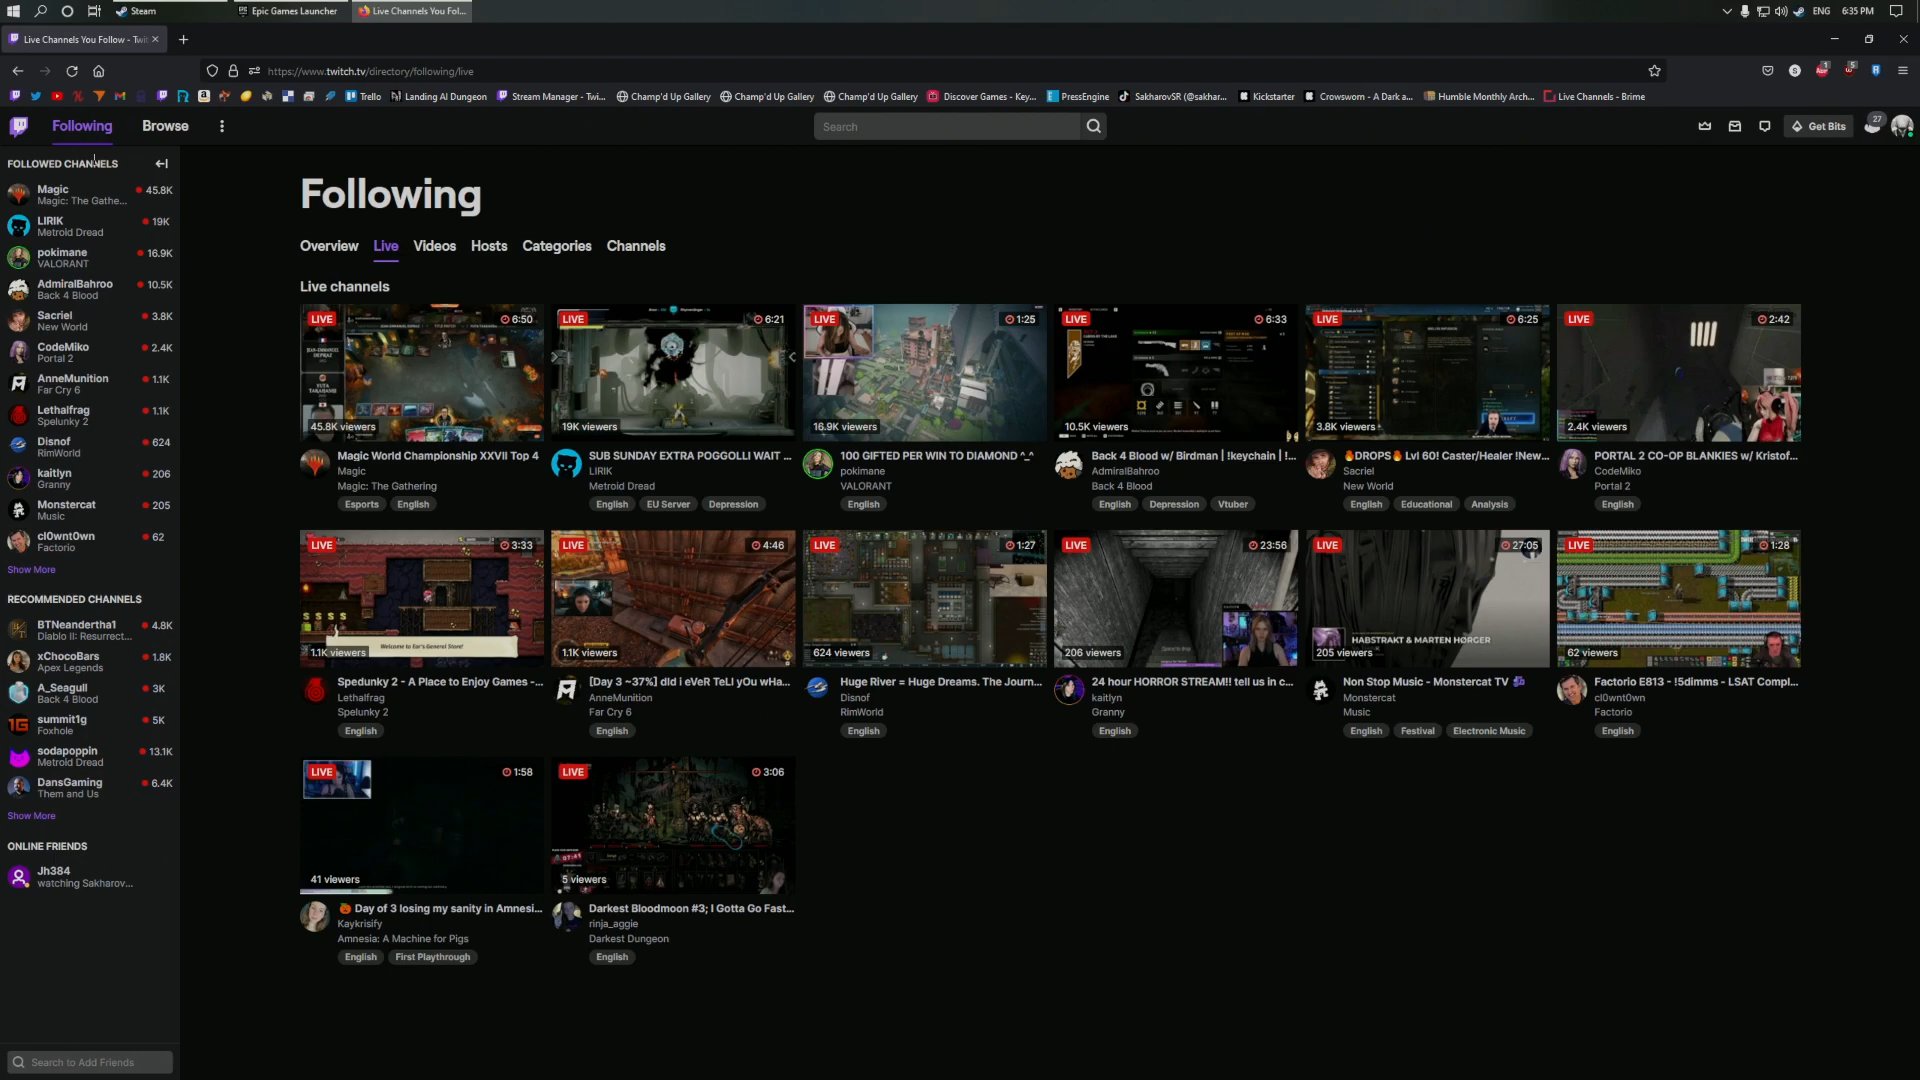 Steam
Epic Games Launcher
Live Channels You Fol...
ENG
6:35 PM
Live Channels You Follow - Twit
https://www.twitch.tv/directory/following/live
1
5
Trello
Landing AI Dungeon
Stream Manager - Twi...
Champ'd Up Gallery
Champ'd Up Gallery
Champ'd Up Gallery
Discover Games - Key...
PressEngine
SakharovSR (@sakhar...
Kickstarter
Crowsworn - A Dark a...
Humble Monthly Arch...
Live Channels - Brime
Following
Browse
Search
Get Bits
27
FOLLOWED CHANNELS
Magic
45.8K
Magic: The Gathe...
LIRIK
19K
Metroid Dread
pokimane
16.9K
VALORANT
AdmiralBahroo
10.5K
Back 4 Blood
Sacriel
3.8K
New World
CodeMiko
2.4K
Portal 2
AnneMunition
1.1K
Far Cry 6
Lethalfrag
1.1K
Spelunky 2
Disnof
624
RimWorld
kaitlyn
206
Granny
Monstercat
205
Music
cl0wnt0wn
62
Factorio
Show More
RECOMMENDED CHANNELS
BTNeandertha1
4.8K
Diablo II: Resurrect...
xChocoBars
1.8K
Apex Legends
A_Seagull
3K
Back 4 Blood
summit1g
5K
Foxhole
sodapoppin
13.1K
Metroid Dread
DansGaming
6.4K
Them and Us
Show More
ONLINE FRIENDS
Jh384
watching Sakharov...
Search to Add Friends
Following
Overview
Live
Videos
Hosts
Categories
Channels
Live channels
LIVE
6:50
45.8K viewers
Magic World Championship XXVII Top 4
Magic
Magic: The Gathering
Esports
English
LIVE
6:21
19K viewers
SUB SUNDAY EXTRA POGGOLLI WAIT ...
LIRIK
Metroid Dread
English
EU Server
Depression
LIVE
1:25
16.9K viewers
100 GIFTED PER WIN TO DIAMOND ^_^
pokimane
VALORANT
English
LIVE
6:33
10.5K viewers
Back 4 Blood w/ Birdman | !keychain | !...
AdmiralBahroo
Back 4 Blood
English
Depression
Vtuber
LIVE
6:25
3.8K viewers
🔥DROPS🔥 Lvl 60! Caster/Healer !New...
Sacriel
New World
English
Educational
Analysis
LIVE
2:42
2.4K viewers
PORTAL 2 CO-OP BLANKIES w/ Kristof...
CodeMiko
Portal 2
English
LIVE
3:33
Welcome to Ear's General Store!
1.1K viewers
Spedunky 2 - A Place to Enjoy Games -...
Lethalfrag
Spelunky 2
English
LIVE
4:46
1.1K viewers
[Day 3 ~37%] dId i eVeR TeLl yOu wHa...
AnneMunition
Far Cry 6
English
LIVE
1:27
624 viewers
Huge River = Huge Dreams. The Journ...
Disnof
RimWorld
English
LIVE
23:56
206 viewers
24 hour HORROR STREAM!! tell us in c...
kaitlyn
Granny
English
LIVE
27:05
HABSTRAKT & MARTEN HØRGER
205 viewers
Non Stop Music - Monstercat TV
Monstercat
Music
English
Festival
Electronic Music
LIVE
1:28
62 viewers
Factorio E813 - !5dimms - LSAT Compl...
cl0wnt0wn
Factorio
English
LIVE
1:58
41 viewers
🎃 Day of 3 losing my sanity in Amnesi...
Kaykrisify
Amnesia: A Machine for Pigs
English
First Playthrough
LIVE
3:06
07:41
5 viewers
Darkest Bloodmoon #3; I Gotta Go Fast...
rinja_aggie
Darkest Dungeon
English